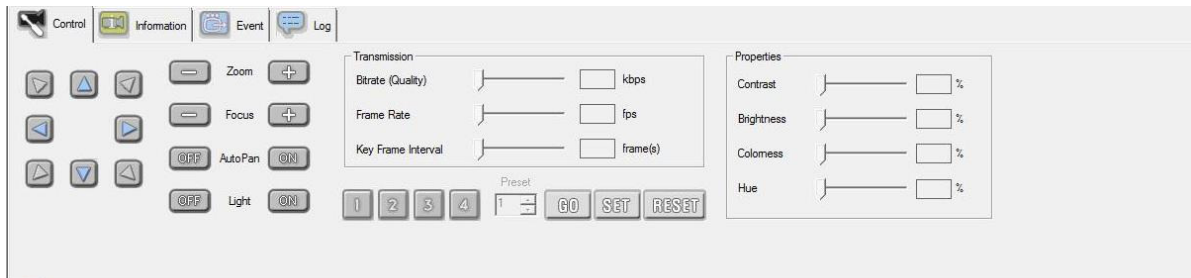 Control Information Event Log
Zoom
Focus
OFF AutoPan ON
OFF Light ON
Transmission
Bitrate (Quality) kbps
Frame Rate fps
Key Frame Interval frame(s)
Preset
1 2 3 4 1 GO SET RESET
Properties
Contrast %
Brightness %
Colorness %
Hue %